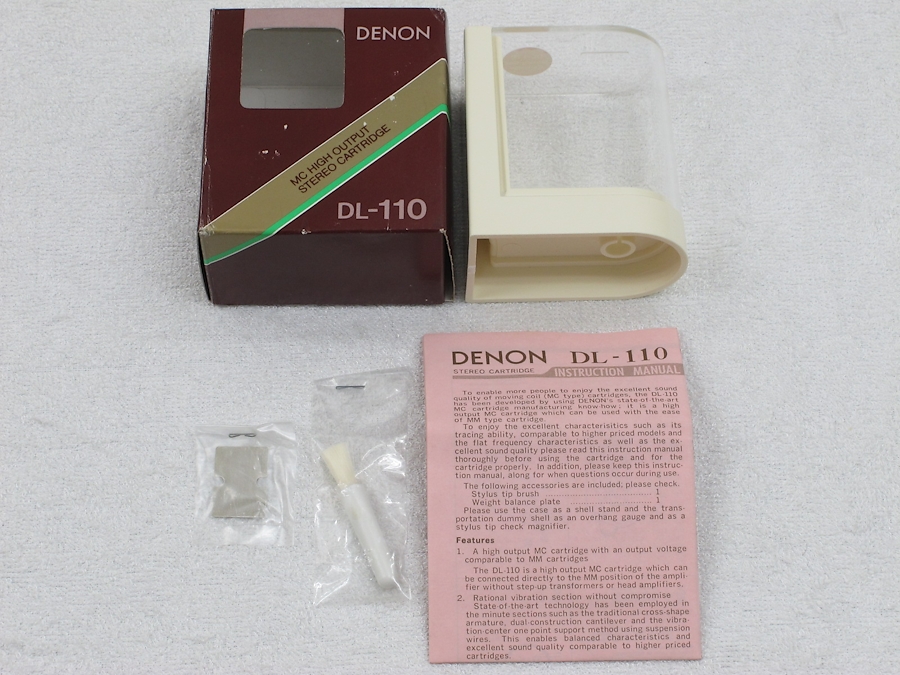 DENON
MC HIGH OUTPUT
STEREO CARTRIDGE
DL-110
DENON DL-110
STEREO CARTRIDGE INSTRUCTION MANUAL
To enable more people to enjoy the excellent sound
quality of moving coil (MC type) cartridges, the DL-110
has been developed by using DENON's state-of-the-art
MC cartridge manufacturing know-how; it is a high
output MC cartridge which can be used with the ease
of MM type cartridge.
To enjoy the excellent characterisitics such as its
tracing ability, comparable to higher priced models and
the flat frequency characteristics as well as the ex-
cellent sound quality please read this instruction manual
thoroughly before using the cartridge and for the
cartridge properly. In addition, please keep this instruc-
tion manual, along for when questions occur during use.
The following accessories are included, please check.
Stylus tip brush ........................... 1
Weight balance plate ........................... 1
Please use the case as a shell stand and the trans-
portation dummy shell as an overhang gauge and as a
stylus tip check magnifier.
Features
1. A high output MC cartridge with an output voltage
comparable to MM cartridges
The DL-110 is a high output MC cartridge which can
be connected directly to the MM position of the ampli-
fier without step-up transformers or head amplifiers.
2. Rational vibration section without compromise
State-of-the-art technology has been employed in
the minute sections such as the traditional cross-shape
armature, dual-construction cantilever and the vibra-
tion-center one point support method using suspension
wires. This enables balanced characteristics and
excellent sound quality comparable to higher priced
cartridges.